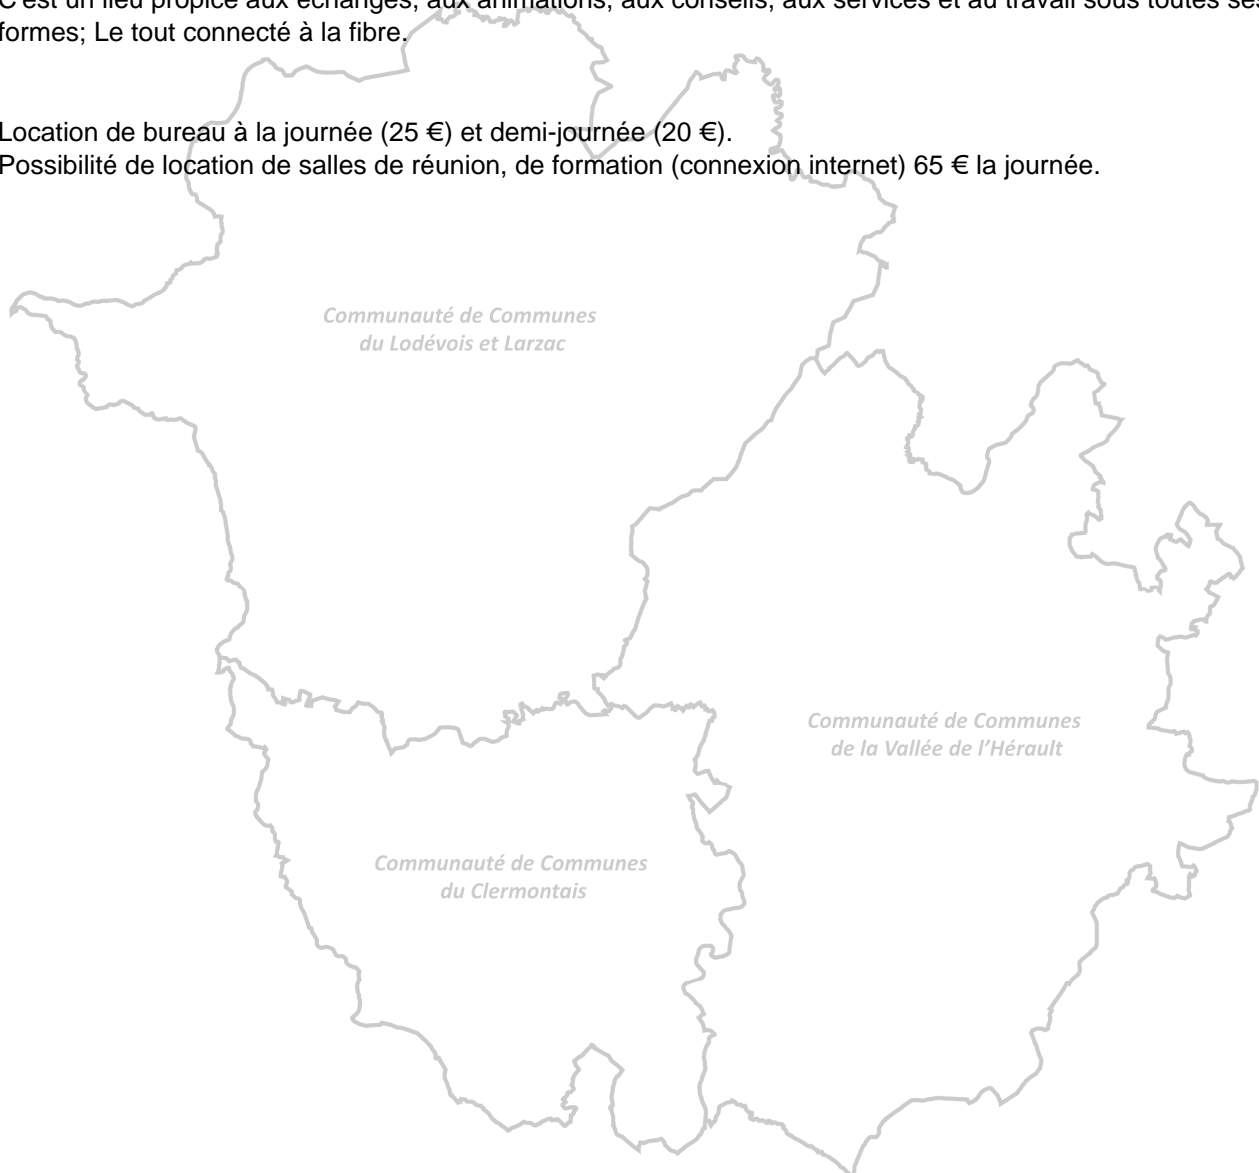 C'est un lieu propice aux échanges, aux animations, aux conseils, aux services et au travail sous toutes ses
formes; Le tout connecté à la fibre.
Location de bureau à la journée (25 €) et demi-journée (20 €).
Possibilité de location de salles de réunion, de formation (connexion internet) 65 € la journée.
Communauté de Communes
du Lodévois et Larzac
Communauté de Communes
de la Vallée de l’Hérault
Communauté de Communes
du Clermontais